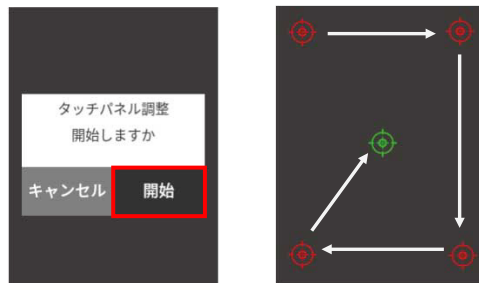 タッチパネル調整
開始しますか
キャンセル 開始